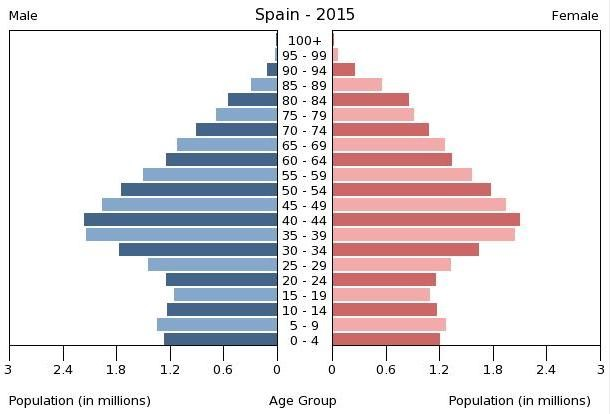 Male Spain - 2015 Female
100+
95 - 99
90 - 94
85 - 89
80 - 84
75 - 79
70 - 74
65 - 69
60 - 64
55 - 59
50 - 54
45 - 49
40 - 44
35 - 39
30 - 34
25 - 29
20 - 24
15 - 19
10 - 14
5 - 9
0 - 4
3 2.4 1.8 1.2 0.6 0 0 0.6 1.2 1.8 2.4 3
Population (in millions) Age Group Population (in millions)